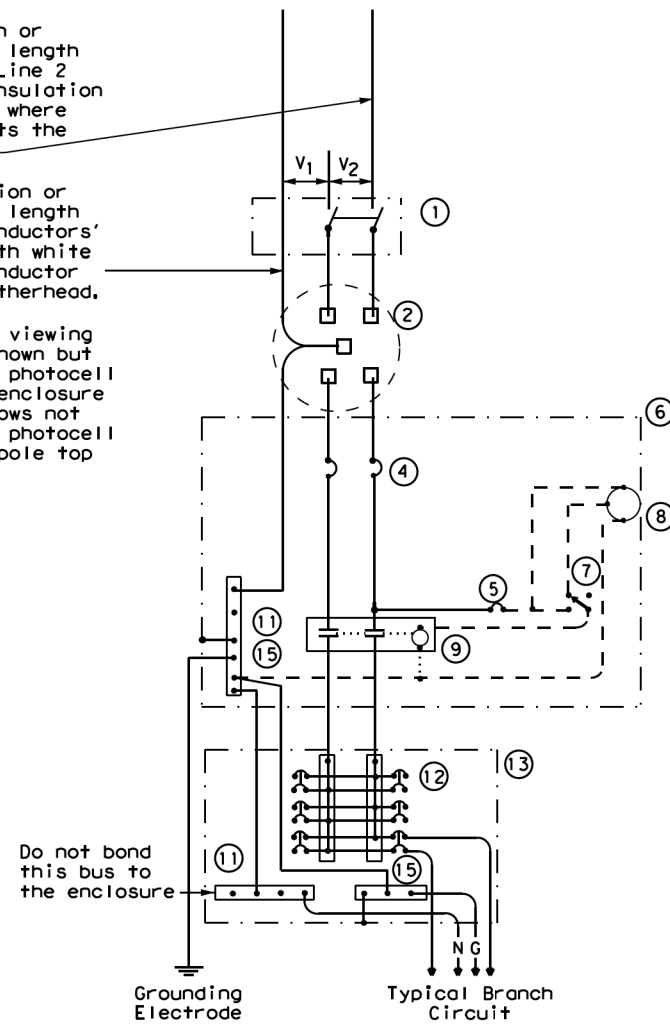 n or
length
Line 2
nsulation
where
ts the
V1
V2
1
ion or
length
nductors'
th white
nductor
therhead.
2
viewing
nown but
photocell
enclosure
ows not
photocell
pole top
6
4
8
5
7
11
15
9
13
12
Do not bond
this bus to
the enclosure
11
15
N G
Grounding
Electrode
Typical Branch
Circuit